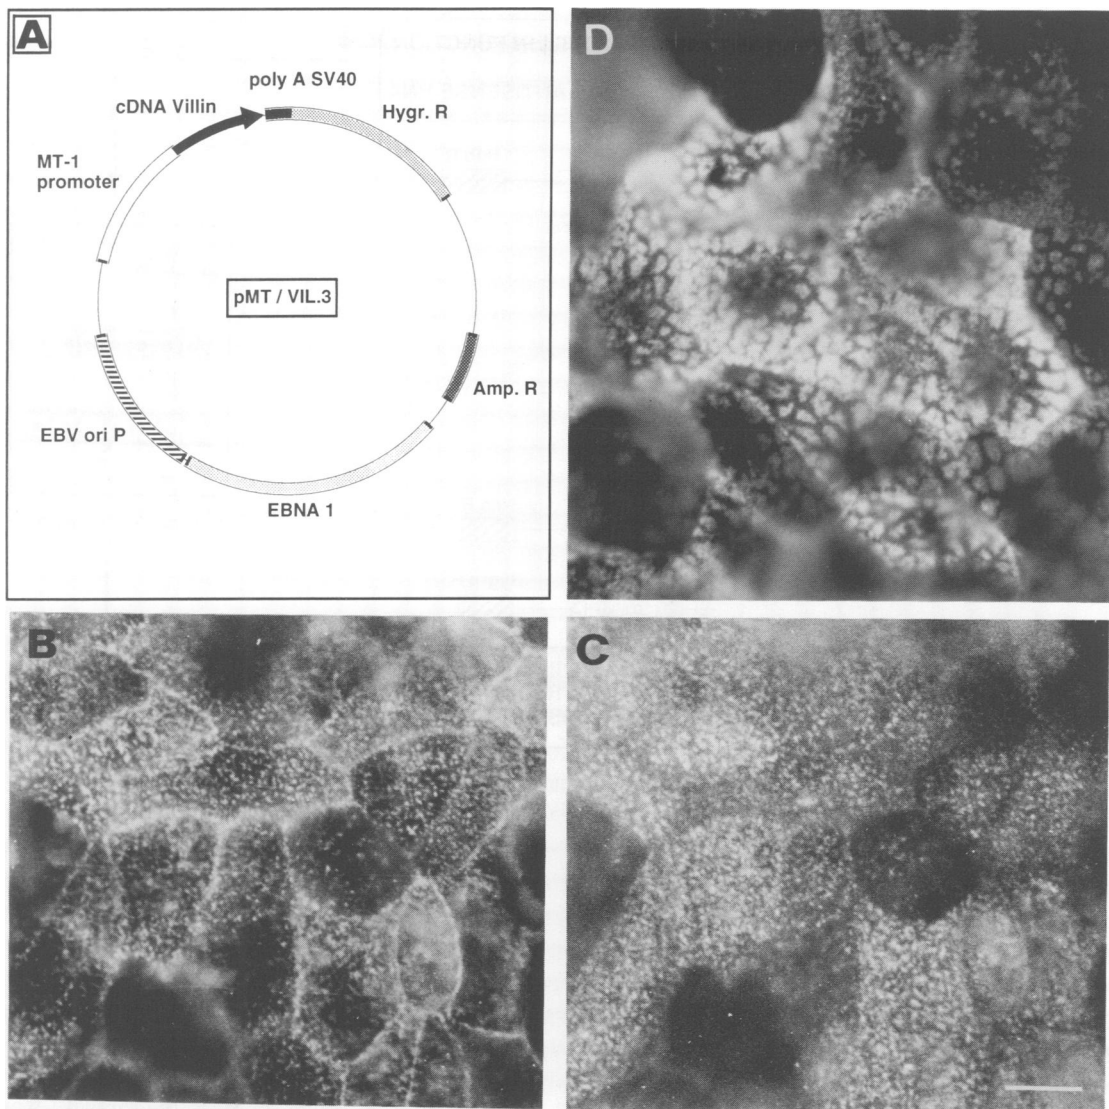 A
poly A SV40
cDNA Villin
Hygr. R
MT-1
promoter
pMT / VIL.3
Amp. R
EBV ori P
EBNA 1
D
B
C